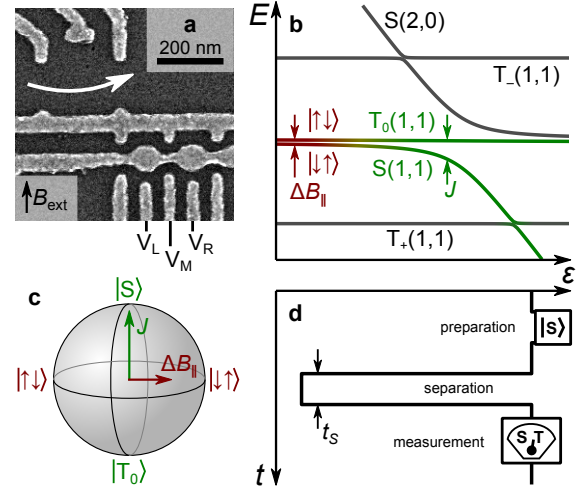 a
200 nm
B_ext
V_L
V_M
V_R
b
E
S(2,0)
T_−(1,1)
|↑↓⟩
T_0(1,1)
|↓↑⟩
S(1,1)
J
ΔB_∥
T_+(1,1)
ε
c
|S⟩
J
ΔB_∥
|↑↓⟩
|↓↑⟩
|T_0⟩
d
preparation
|S⟩
separation
t_S
measurement
S T
t